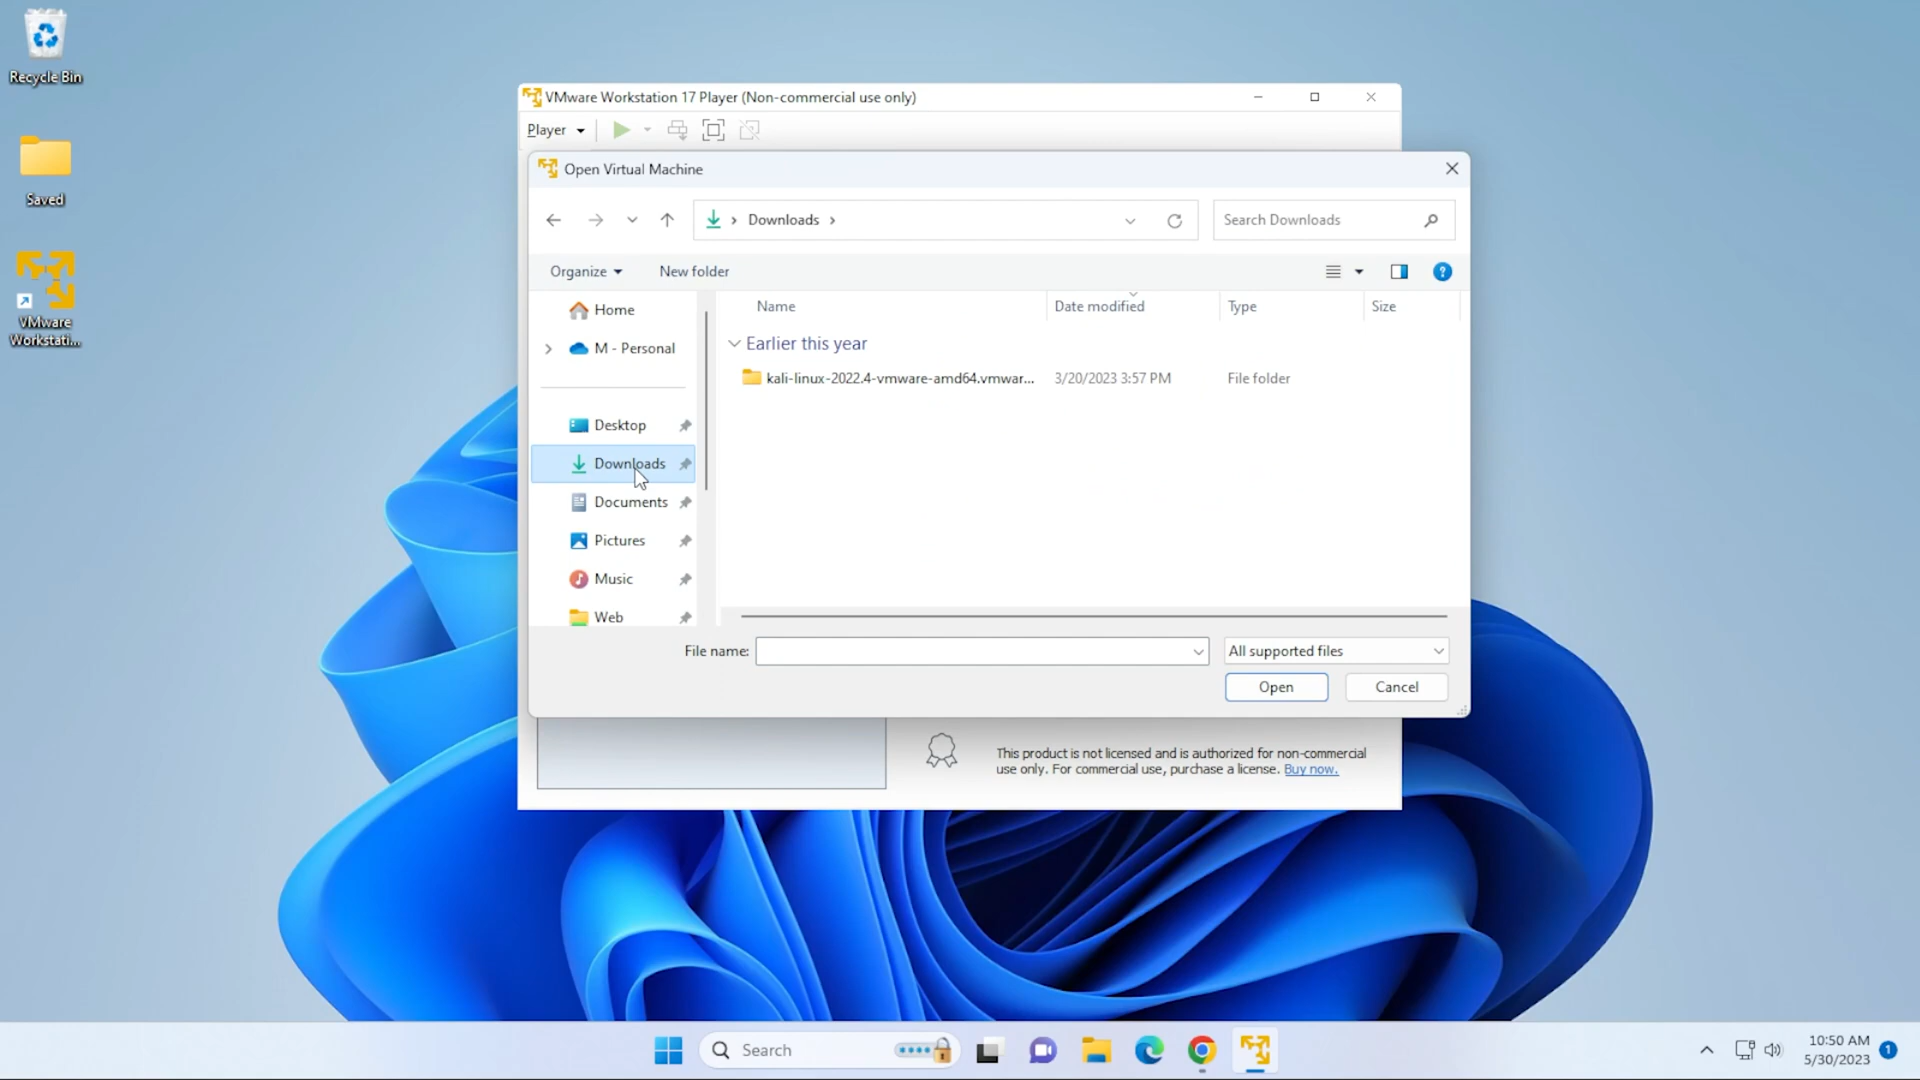 Recycle Bin
Saved
VMware
Workstati...
VMware Workstation 17 Player (Non-commercial use only)
Player
Open Virtual Machine
Downloads
Search Downloads
Organize
New folder
Name
Date modified
Type
Size
Home
M - Personal
Desktop
Downloads
Documents
Pictures
Music
Web
Earlier this year
kali-linux-2022.4-vmware-amd64.vmwar...
3/20/2023 3:57 PM
File folder
File name:
All supported files
Open
Cancel
This product is not licensed and is authorized for non-commercial
use only. For commercial use, purchase a license. Buy now.
Search
10:50 AM
5/30/2023
1